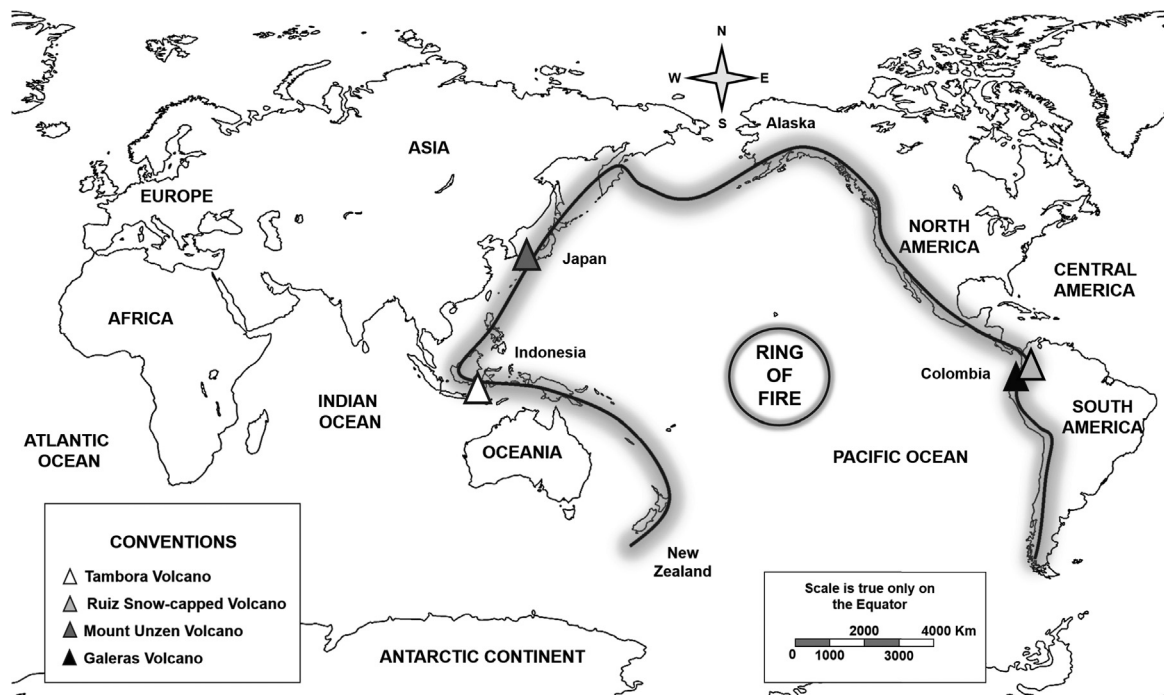 N
W
E
S
Alaska
ASIA
EUROPE
NORTH
AMERICA
Japan
CENTRAL
AMERICA
AFRICA
Indonesia
RING
OF
FIRE
Colombia
INDIAN
OCEAN
SOUTH
AMERICA
ATLANTIC
OCEAN
OCEANIA
PACIFIC OCEAN
New
Zealand
CONVENTIONS
Tambora Volcano
Ruiz Snow-capped Volcano
Mount Unzen Volcano
Galeras Volcano
Scale is true only on
the Equator
2000 4000 Km
0 1000 3000
ANTARCTIC CONTINENT